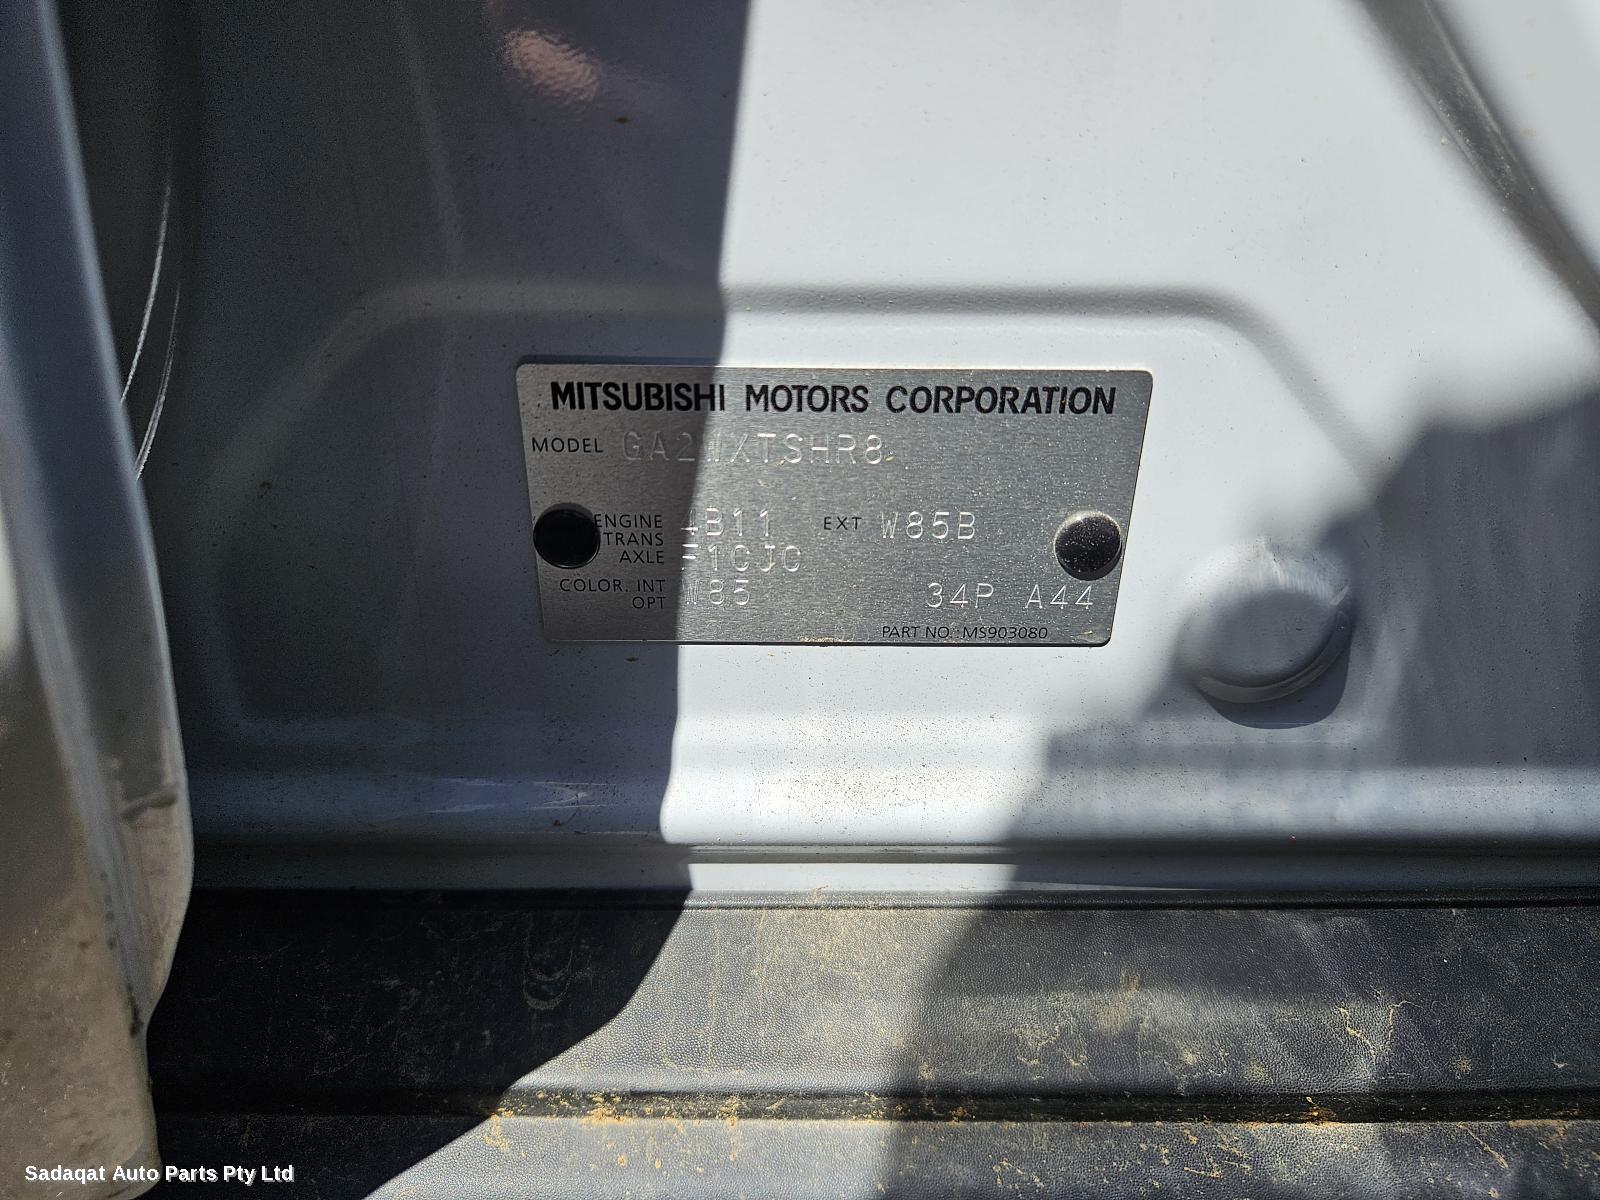 MITSUBISHI MOTORS CORPORATION
MODEL GA2WXTSHR8
ENGINE 4B11 EXT W85B
TRANS AXLE F1CJC
COLOR. INT OPT W85 34P A44
PART NO. MS903080
Sadaqat Auto Parts Pty Ltd